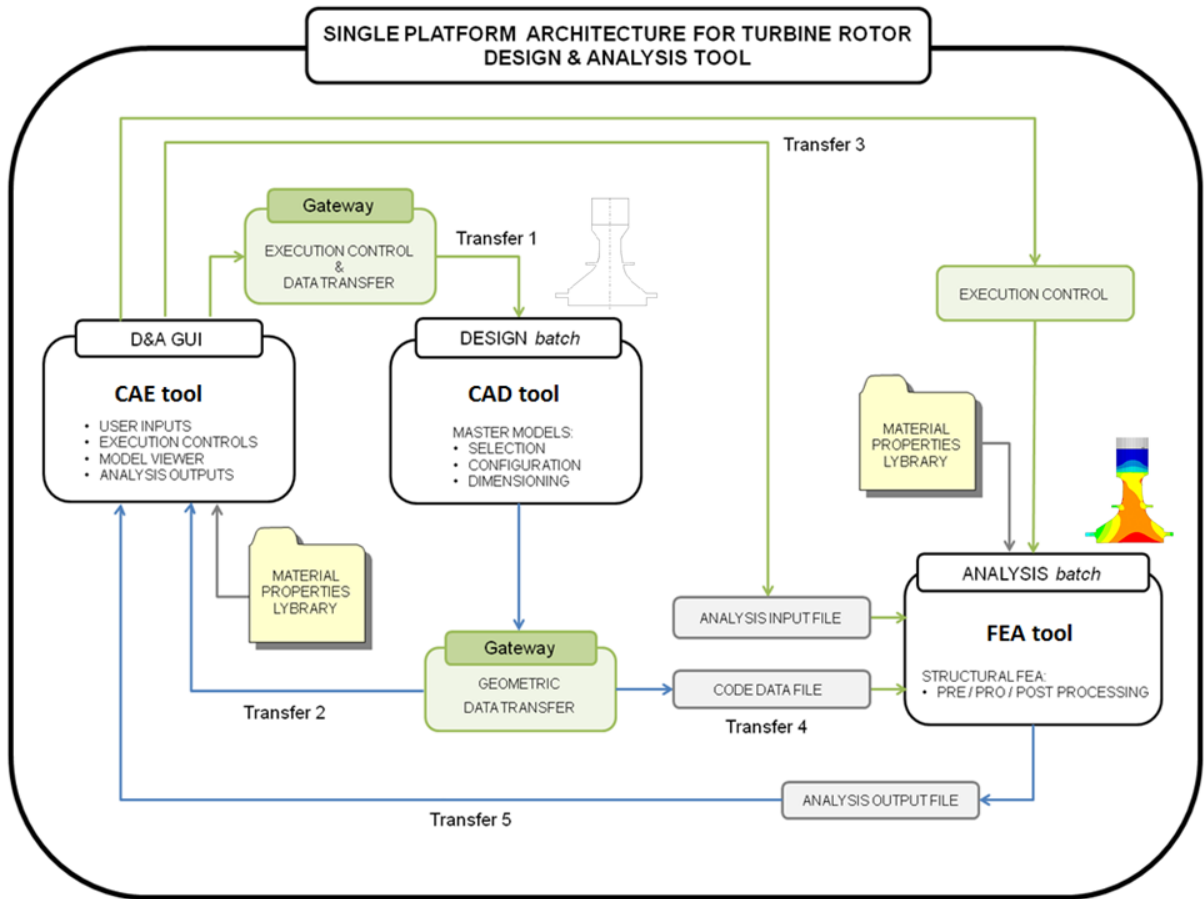 SINGLE PLATFORM ARCHITECTURE FOR TURBINE ROTOR
DESIGN & ANALYSIS TOOL
Transfer 3
Gateway
EXECUTION CONTROL
&
DATA TRANSFER
Transfer 1
EXECUTION CONTROL
D&A GUI
CAE tool
• USER INPUTS
• EXECUTION CONTROLS
• MODEL VIEWER
• ANALYSIS OUTPUTS
DESIGN batch
CAD tool
MASTER MODELS:
• SELECTION
• CONFIGURATION
• DIMENSIONING
MATERIAL
PROPERTIES
LYBRARY
MATERIAL
PROPERTIES
LYBRARY
ANALYSIS batch
FEA tool
STRUCTURAL FEA:
• PRE / PRO / POST PROCESSING
ANALYSIS INPUT FILE
Gateway
GEOMETRIC
DATA TRANSFER
CODE DATA FILE
Transfer 2
Transfer 4
ANALYSIS OUTPUT FILE
Transfer 5